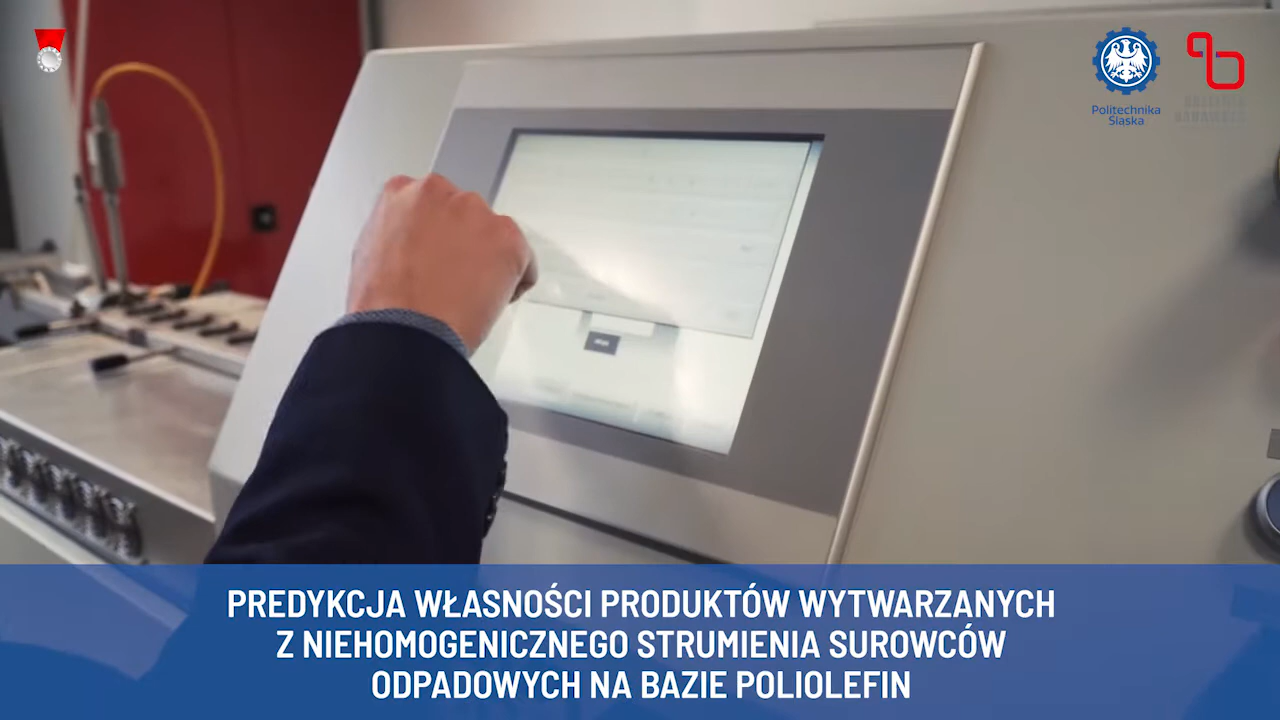 Politechnika
Śląska
PREDYKCJA WŁASNOŚCI PRODUKTÓW WYTWARZANYCH
Z NIEHOMOGENICZNEGO STRUMIENIA SUROWCÓW
ODPADOWYCH NA BAZIE POLIOLEFIN